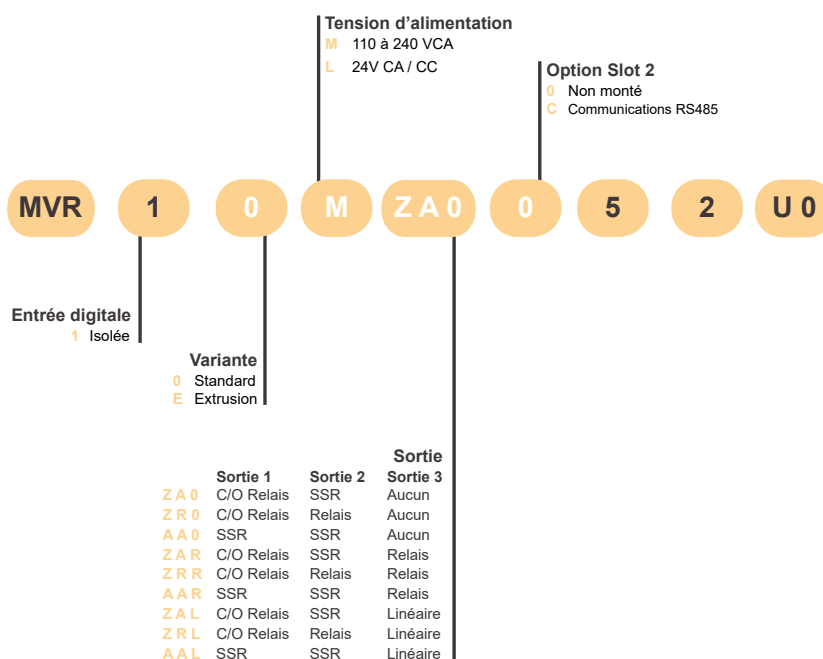 Tension d'alimentation
M 110 à 240 VCA
L 24V CA / CC
Option Slot 2
0 Non monté
C Communications RS485
MVR 1 0 M Z A 0 0 5 2 U 0
Entrée digitale
1 Isolée
Variante
0 Standard
E Extrusion
Sortie
Sortie 1 Sortie 2 Sortie 3
Z A 0 C/O Relais SSR Aucun
Z R 0 C/O Relais Relais Aucun
A A 0 SSR SSR Aucun
Z A R C/O Relais SSR Relais
Z R R C/O Relais Relais Relais
A A R SSR SSR Relais
Z A L C/O Relais SSR Linéaire
Z R L C/O Relais Relais Linéaire
A A L SSR SSR Linéaire